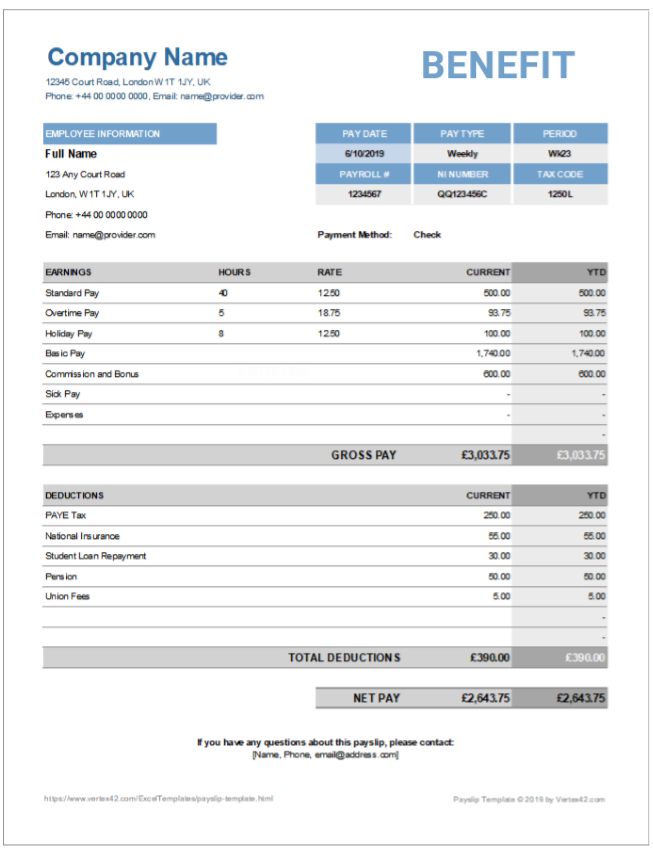 Company Name
BENEFIT
12345 Court Road, London W1T 1JY, UK
Phone: +44 00 0000 0000, Email: name@provider.com
EMPLOYEE INFORMATION PAY DATE PAY TYPE PERIOD
Full Name 6/10/2019 Weekly Wk23
123 Any Court Road PAYROLL # NI NUMBER TAX CODE
London, W1T 1JY, UK 1234567 QQ123456C 1250L
Phone: +44 00 0000 0000
Email: name@provider.com Payment Method: Check
EARNINGS HOURS RATE CURRENT YTD
Standard Pay 40 12.50 500.00 500.00
Overtime Pay 5 18.75 93.75 93.75
Holiday Pay 8 12.50 100.00 100.00
Basic Pay 1,740.00 1,740.00
Commission and Bonus 600.00 600.00
Sick Pay - -
Expenses - -
-
GROSS PAY £3,033.75 £3,033.75
DEDUCTIONS CURRENT YTD
PAYE Tax 250.00 250.00
National Insurance 55.00 55.00
Student Loan Repayment 30.00 30.00
Pension 50.00 50.00
Union Fees 5.00 5.00
-
-
TOTAL DEDUCTIONS £390.00 £390.00
NET PAY £2,643.75 £2,643.75
If you have any questions about this payslip, please contact:
[Name, Phone, email@address.com]
https://www.vertex42.com/ExcelTemplates/payslip-template.html Payslip Template © 2019 by Vertex42.com